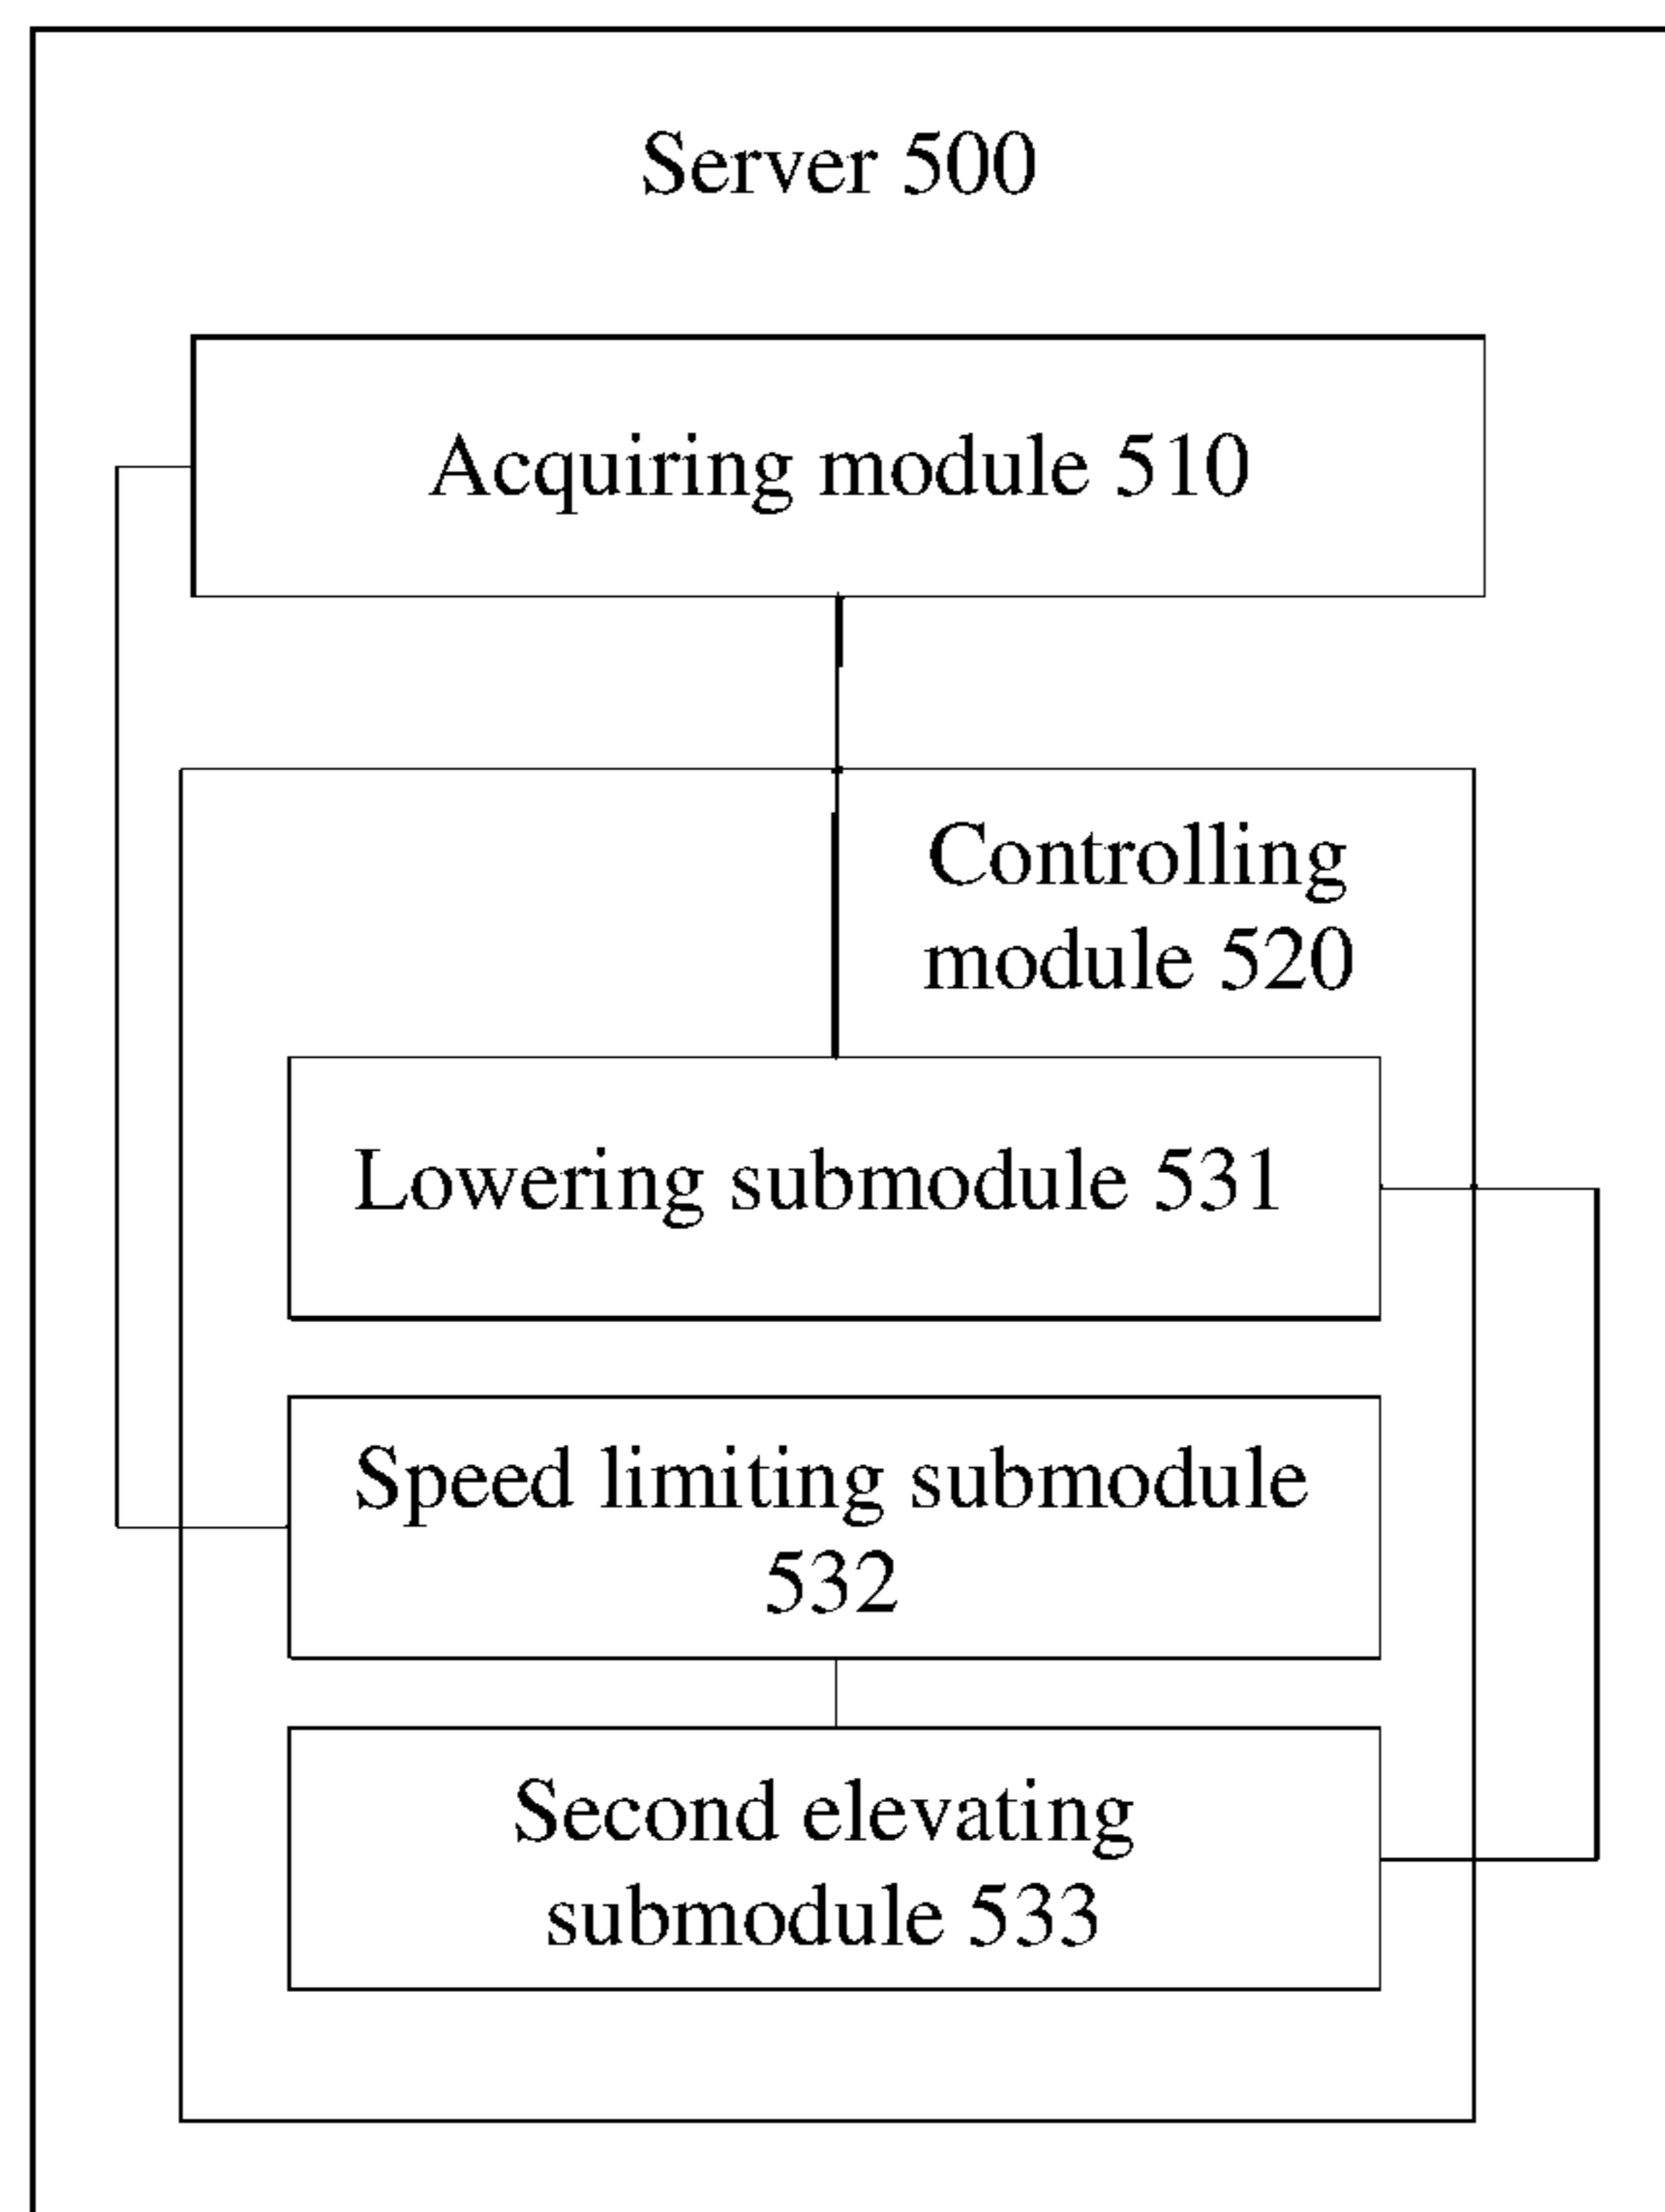 Server 500
Acquiring module 510
Controlling
module 520
Lowering submodule 531
Speed limiting submodule
532
Second elevating
submodule 533